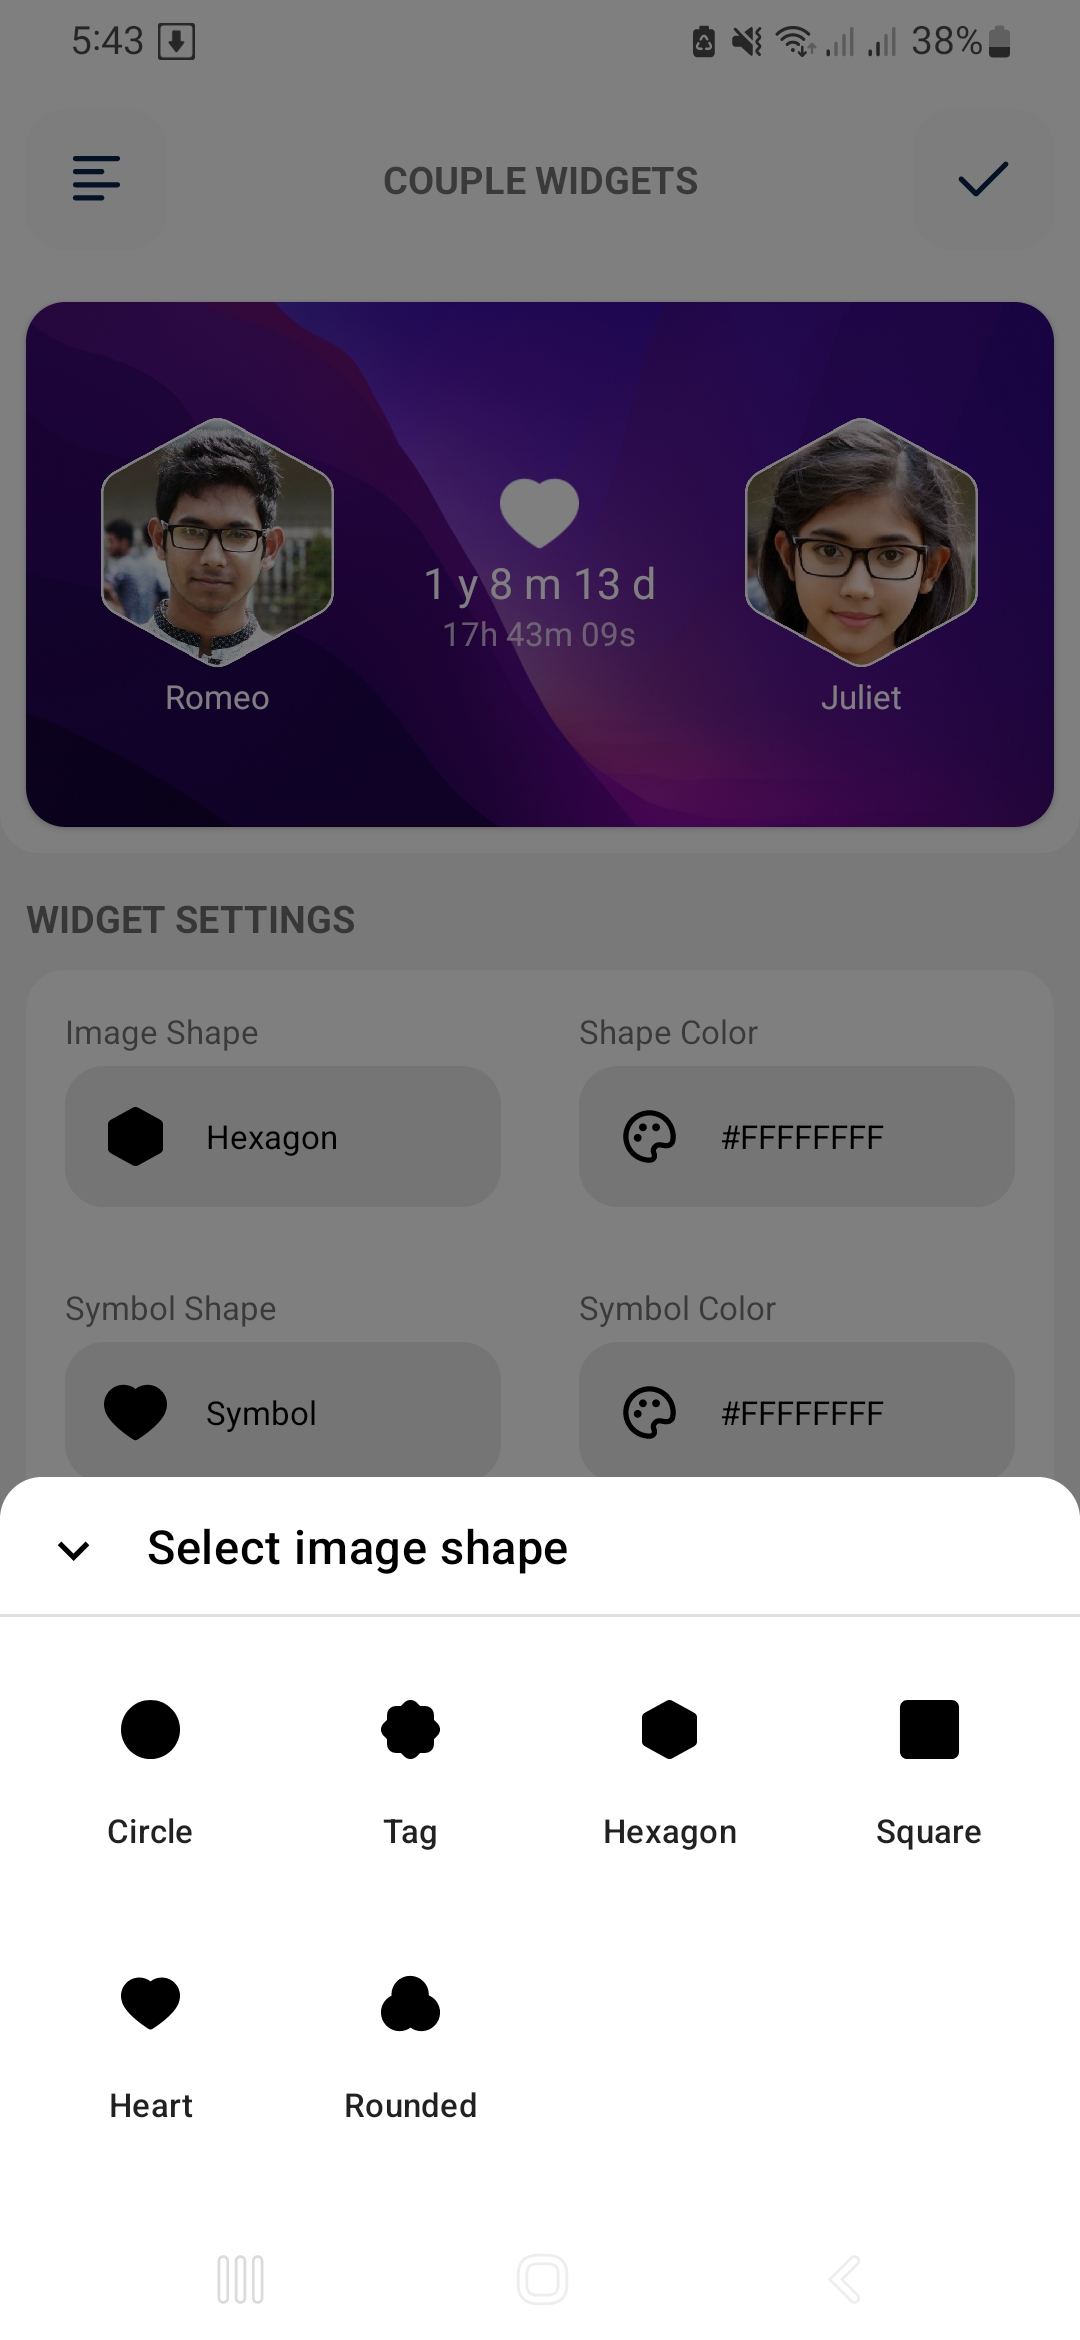 5:43
38%
COUPLE WIDGETS
1 y 8 m 13 d
17h 43m 09s
Romeo
Juliet
WIDGET SETTINGS
Image Shape
Shape Color
Hexagon
#FFFFFFFF
Symbol Shape
Symbol Color
Symbol
#FFFFFFFF
Select image shape
Circle
Tag
Hexagon
Square
Heart
Rounded